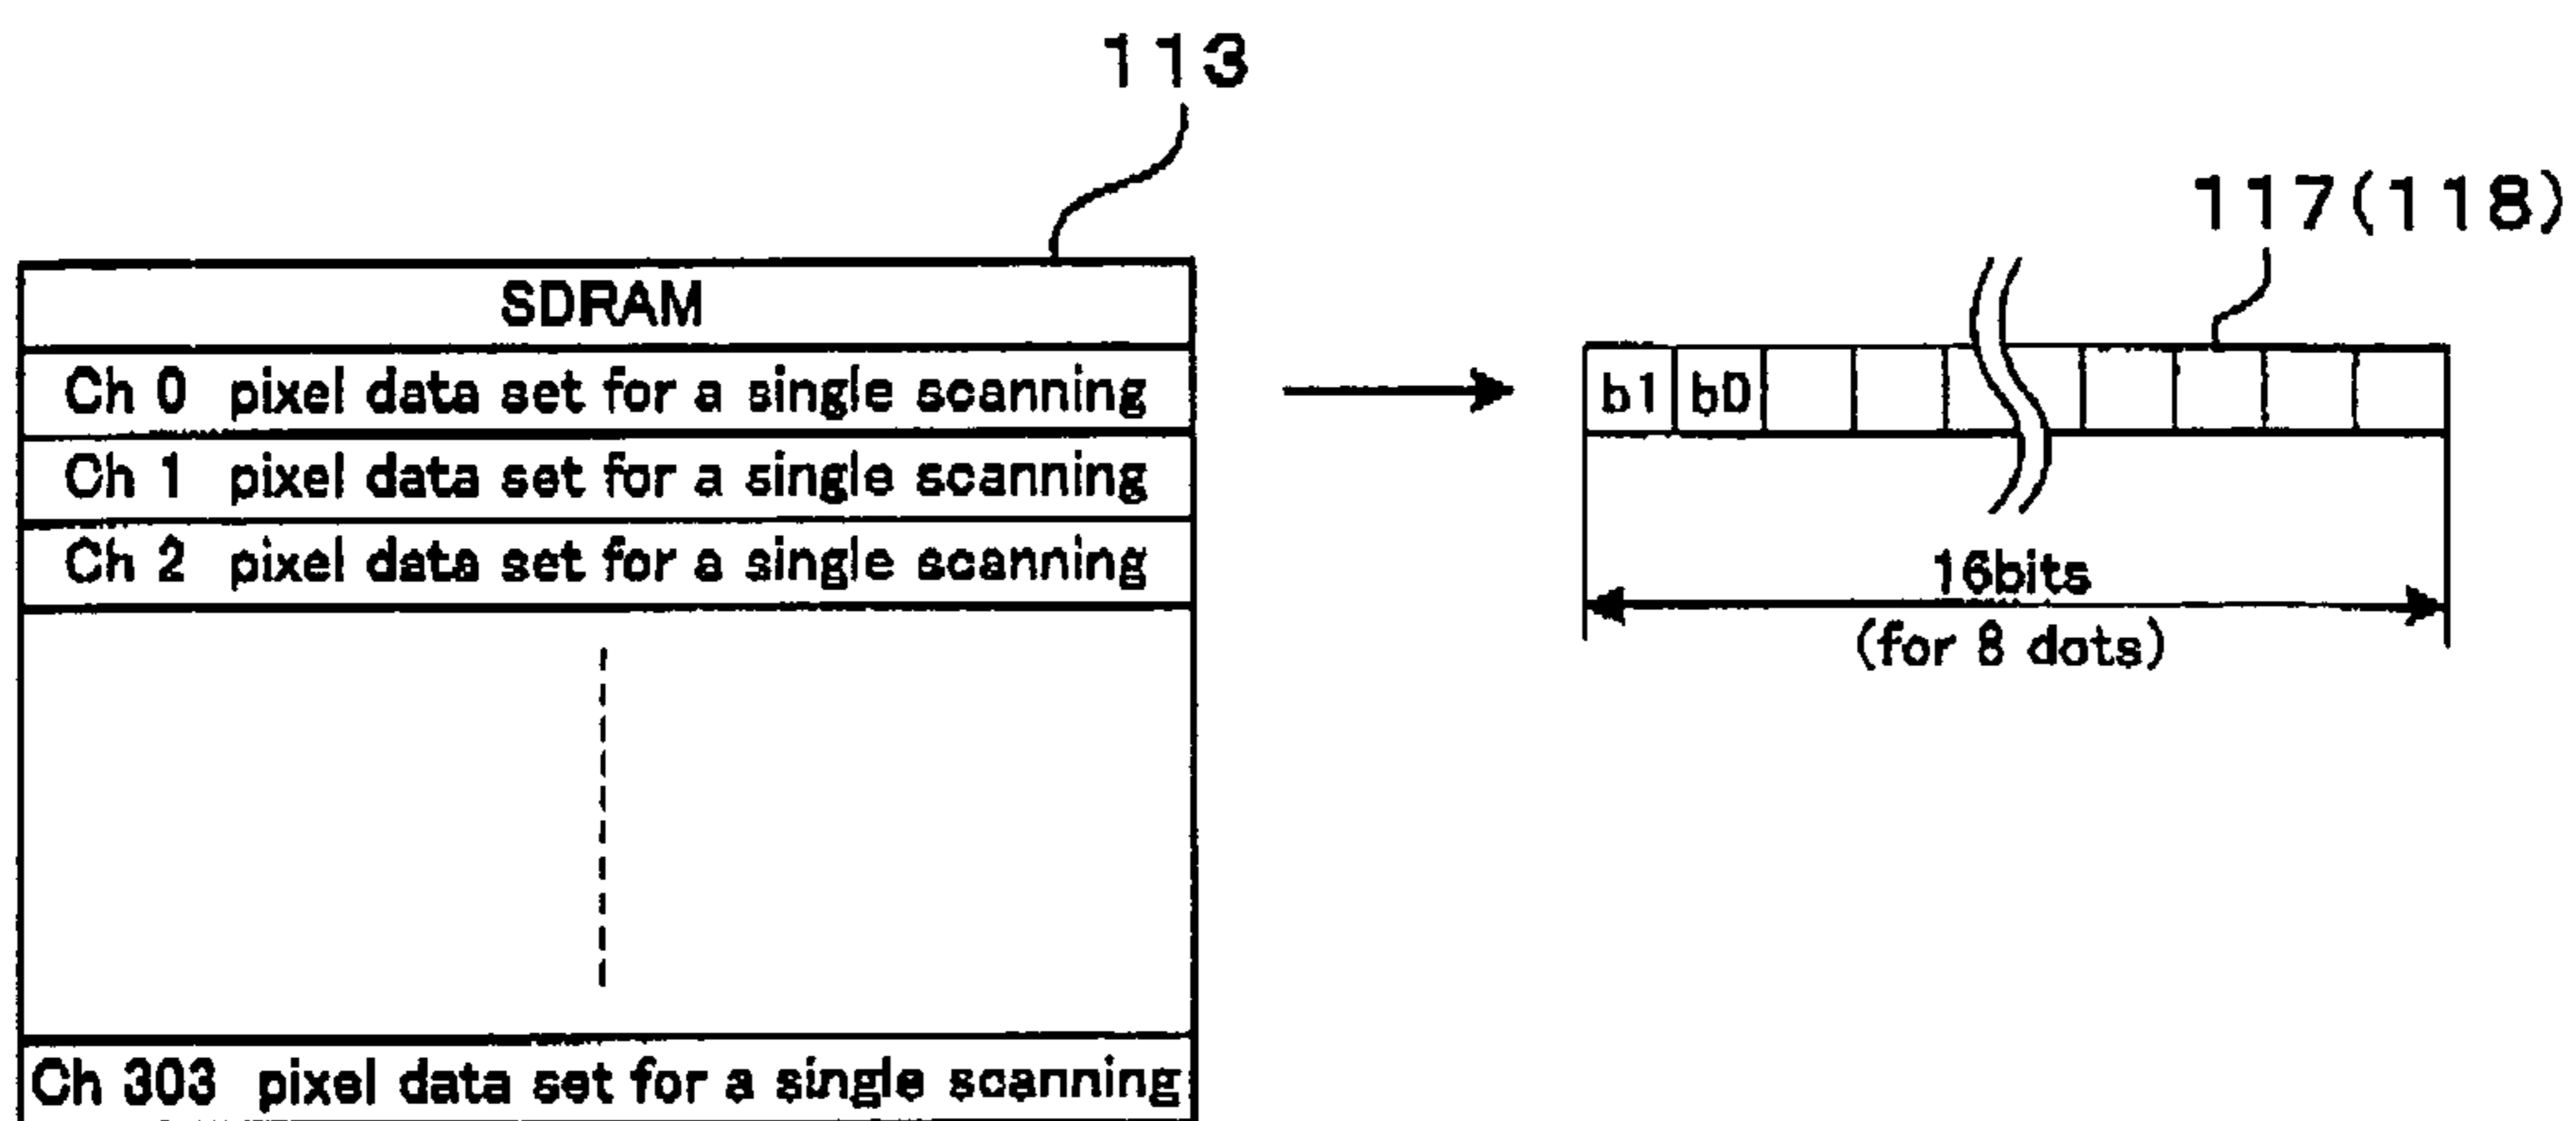 113
117(118)
SDRAM
Ch 0 pixel data set for a single scanning
b1 b0
Ch 1 pixel data set for a single scanning
Ch 2 pixel data set for a single scanning
16bits
(for 8 dots)
Ch 303 pixel data set for a single scanning